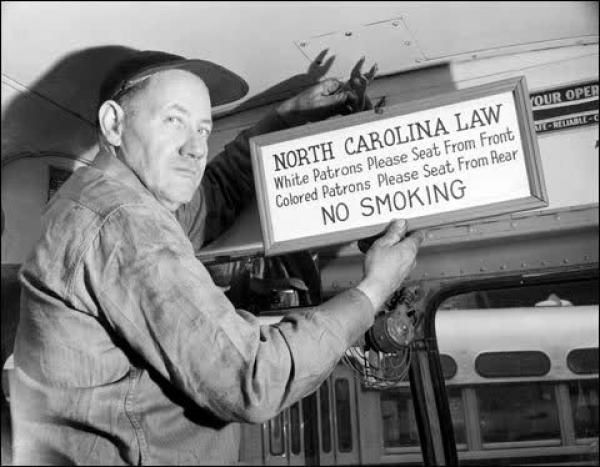 NORTH CAROLINA LAW
White Patrons Please Seat From Front
Colored Patrons Please Seat From Rear
NO SMOKING
YOUR OPER
RELIABLE